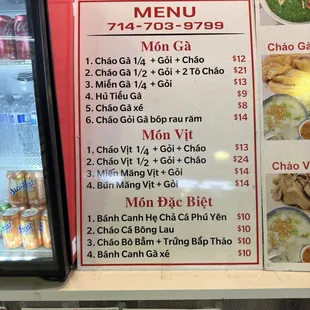 MENU
714-703-9799
Món Gà
1. Cháo Gà 1/4 + Gỏi + Cháo $12
2. Cháo Gà 1/2 + Gỏi + 2 Tô Cháo $21
3. Miến Gà 1/4 + Gỏi $13
4. Hủ Tiếu Gà $9
5. Cháo Gà xé $8
6. Cháo Gỏi Gà bóp rau răm $14
Món Vịt
1. Cháo Vịt 1/4 + Gỏi + Cháo $13
2. Cháo Vịt 1/2 + Gỏi + Cháo $24
3. Miến Măng Vịt + Gỏi $14
4. Bún Măng Vịt + Gỏi $14
Món Đặc Biệt
1. Bánh Canh Hẹ Chả Cá Phú Yên $10
2. Cháo Cá Bông Lau $10
3. Cháo Bò Bằm + Trứng Bắp Thảo $10
4. Bánh Canh Gà xé $10
Cháo Gà
Cháo V